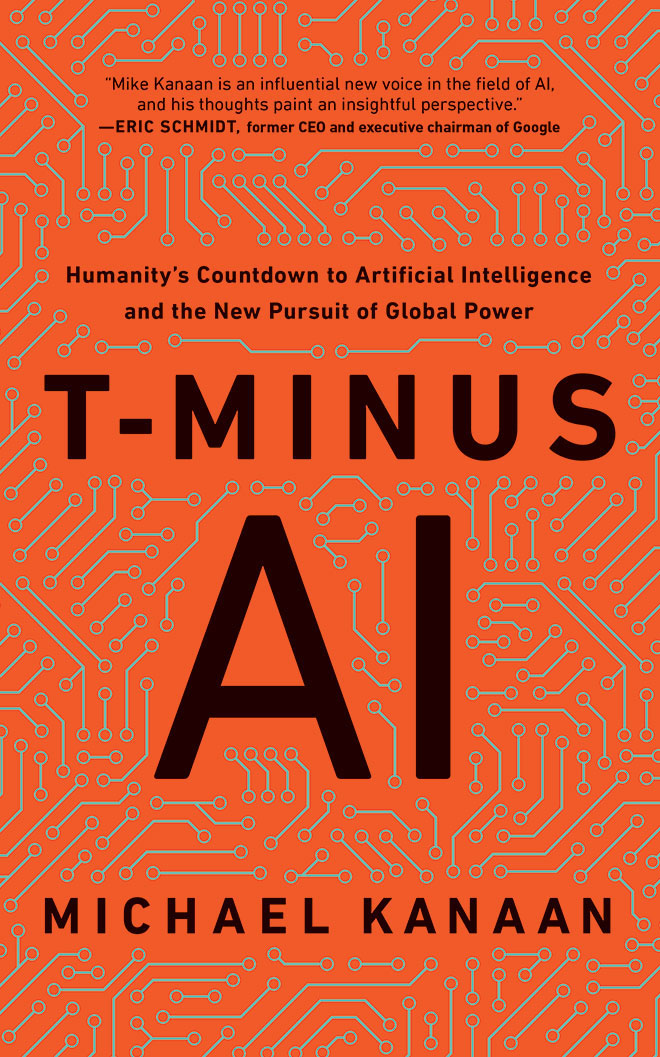 “Mike Kanaan is an influential new voice in the field of AI,
and his thoughts paint an insightful perspective.”
—ERIC SCHMIDT, former CEO and executive chairman of Google
Humanity’s Countdown to Artificial Intelligence
and the New Pursuit of Global Power
T-MINUS
AI
MICHAEL KANAAN